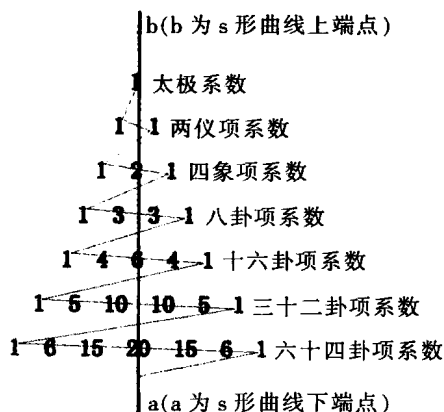 b(b 为 s 形曲线上端点)
1 太极系数
1 1 两仪项系数
1 2 1 四象项系数
1 3 3 1 八卦项系数
1 4 6 4 1 十六卦项系数
1 5 10 10 5 1 三十二卦项系数
1 6 15 20 15 6 1 六十四卦项系数
a(a 为 s 形曲线下端点)